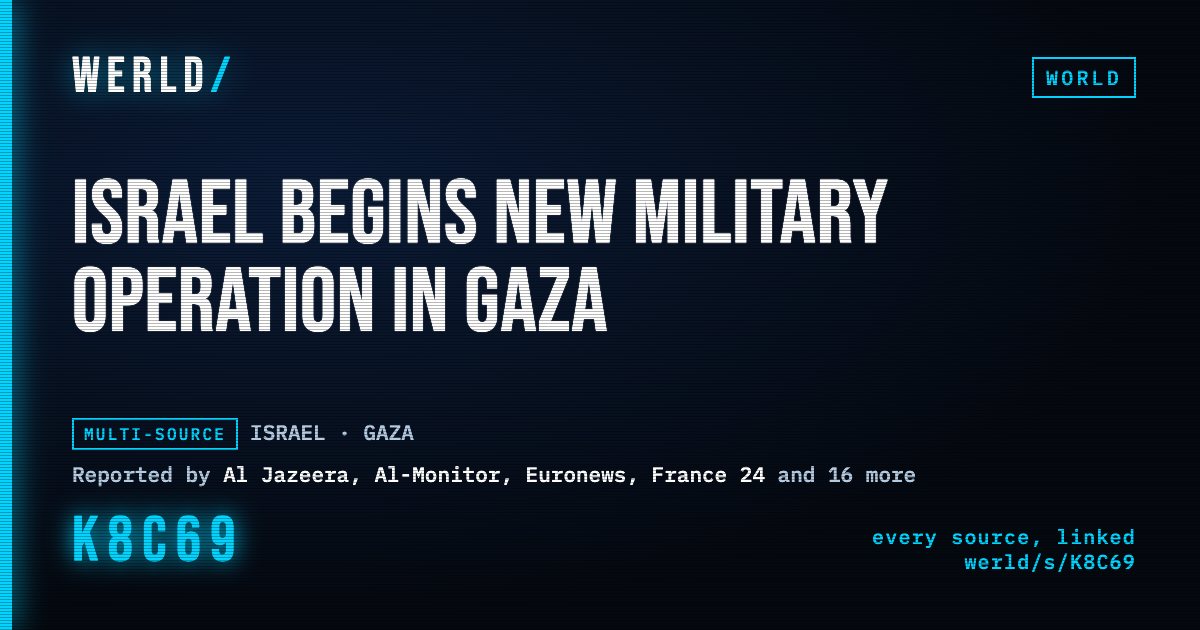 WERLD/
WORLD
ISRAEL BEGINS NEW MILITARY
OPERATION IN GAZA
MULTI-SOURCE ISRAEL · GAZA
Reported by Al Jazeera, Al-Monitor, Euronews, France 24 and 16 more
K8C69
every source, linked
werld/s/K8C69